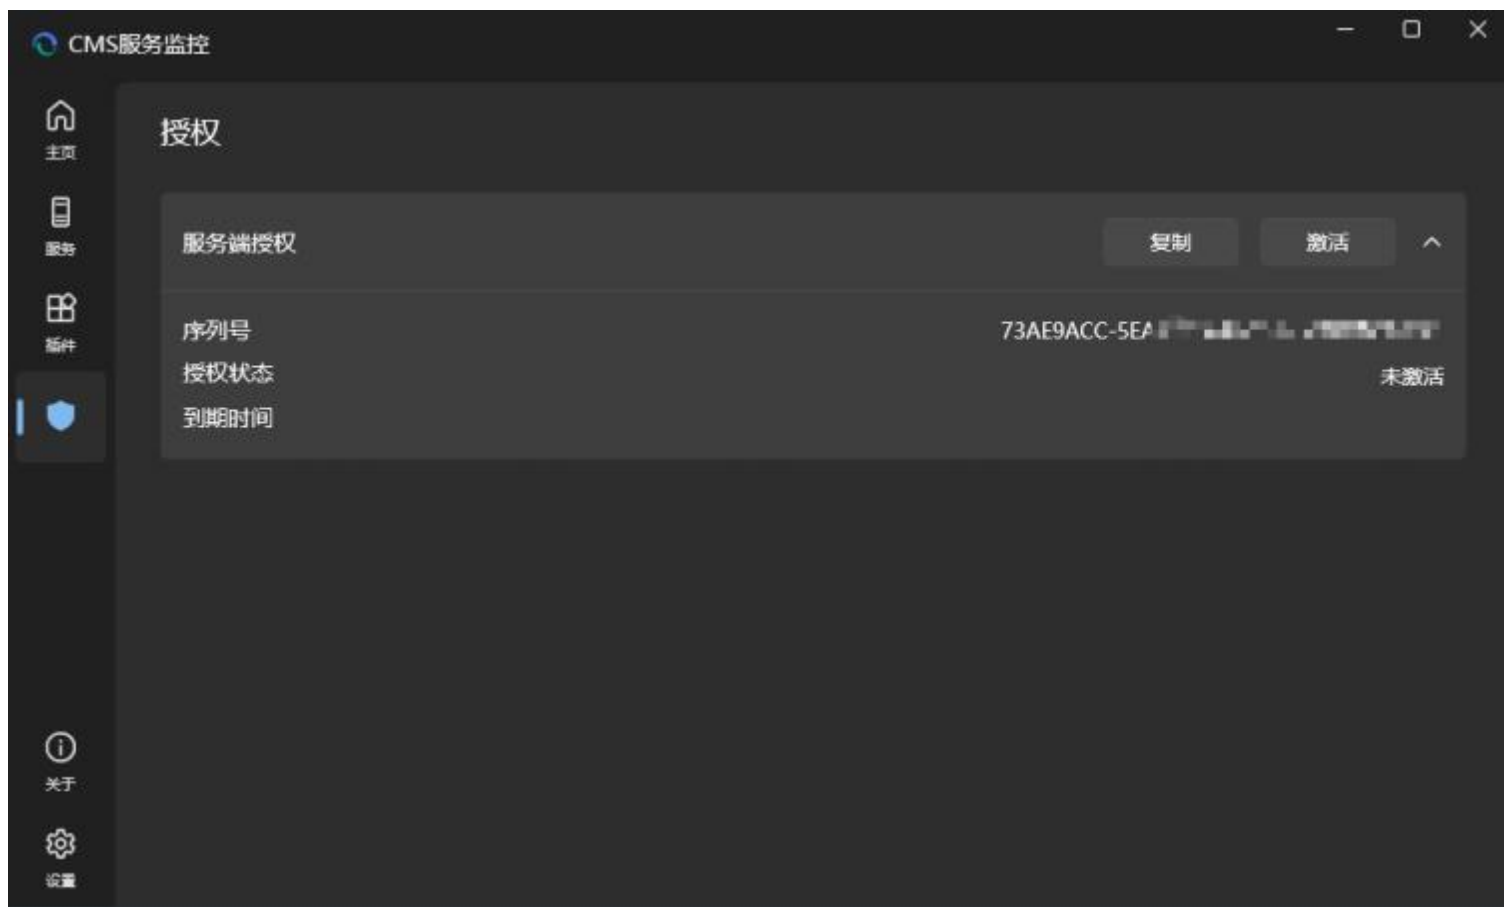 CMS服务监控
主页
服务
插件
关于
设置
授权
服务端授权
复制
激活
序列号
73AE9ACC-5EA
授权状态
未激活
到期时间